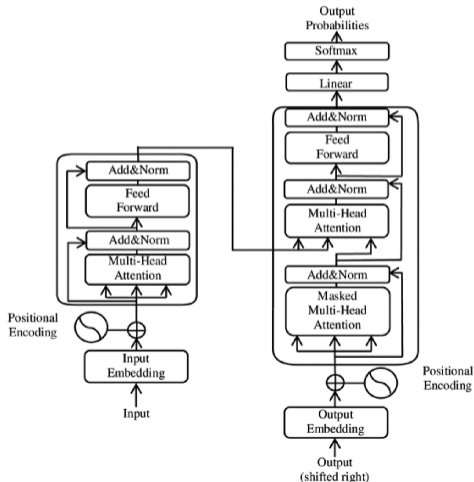 Output
Probabilities
Softmax
Linear
Add&Norm
Feed
Forward
Add&Norm
Multi-Head
Attention
Add&Norm
Masked
Multi-Head
Attention
Positional
Encoding
Output
Embedding
Output
(shifted right)
Add&Norm
Feed
Forward
Add&Norm
Multi-Head
Attention
Positional
Encoding
Input
Embedding
Input